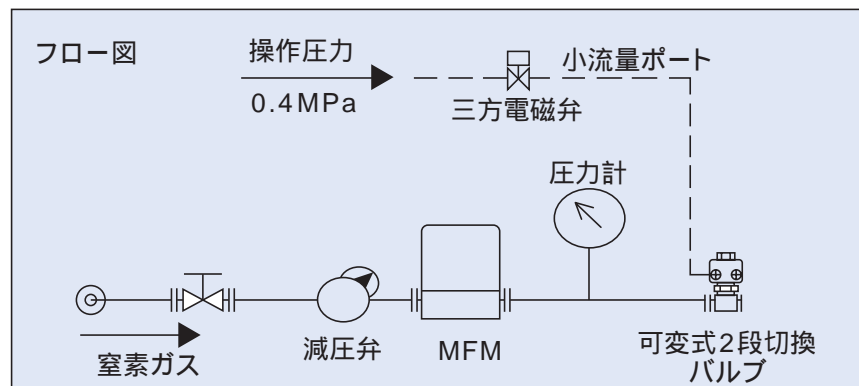 フロー図
操作圧力
0.4MPa
小流量ポート
三方電磁弁
圧力計
窒素ガス
減圧弁
MFM
可変式2段切換
バルブ